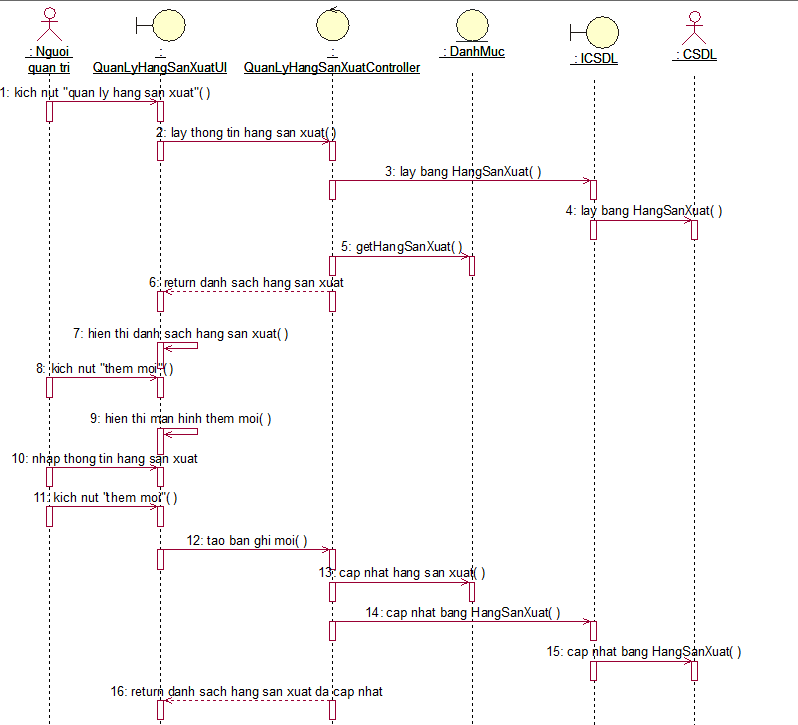 : Nguoi
quan tri
:
QuanLyHangSanXuatUI
:
QuanLyHangSanXuatController
: DanhMuc
: ICSDL
: CSDL
1: kich nut "quan ly hang san xuat"( )
2: lay thong tin hang san xuat( )
3: lay bang HangSanXuat( )
4: lay bang HangSanXuat( )
5: getHangSanXuat( )
6: return danh sach hang san xuat
7: hien thi danh sach hang san xuat( )
8: kich nut "them moi"( )
9: hien thi man hinh them moi( )
10: nhap thong tin hang san xuat
11: kich nut 'them moi"( )
12: tao ban ghi moi( )
13: cap nhat hang san xuat( )
14: cap nhat bang HangSanXuat( )
15: cap nhat bang HangSanXuat( )
16: return danh sach hang san xuat da cap nhat